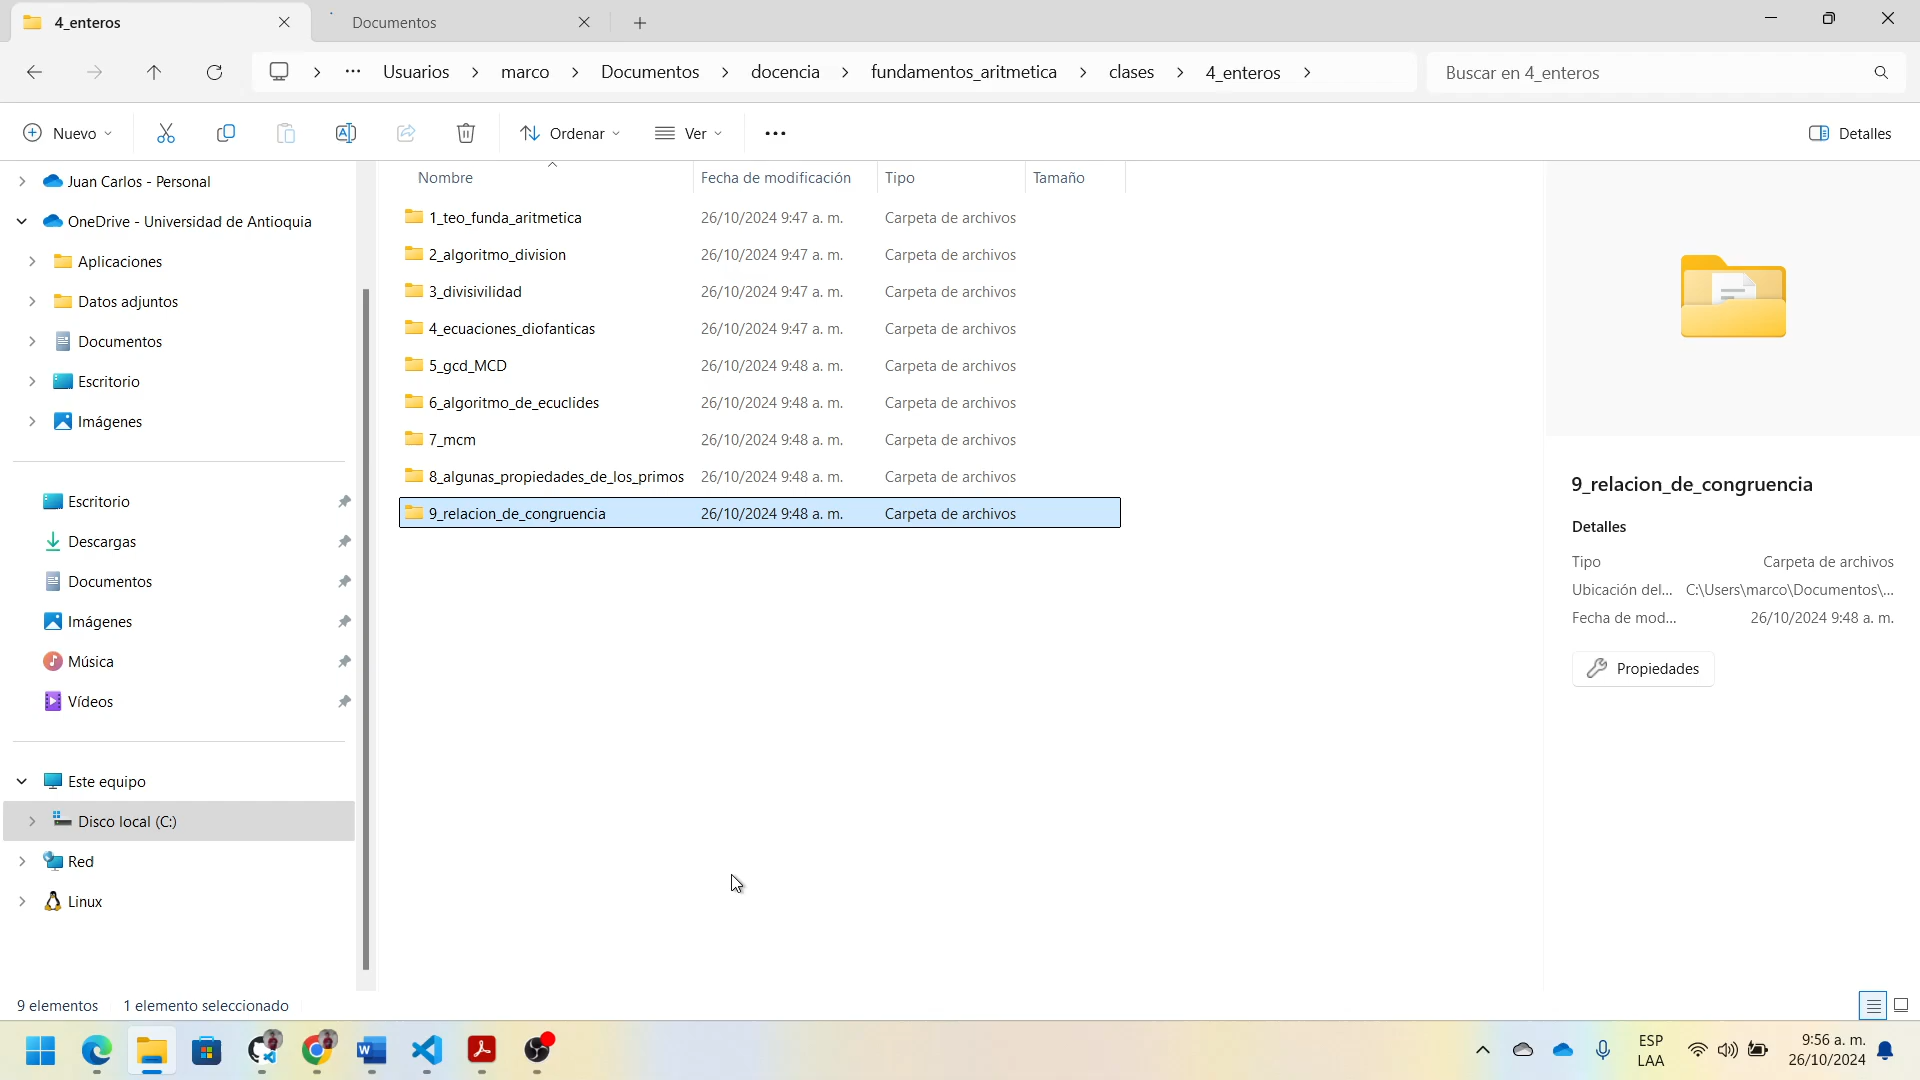 4_enteros
Documentos
Usuarios marco Documentos docencia fundamentos_aritmetica clases 4_enteros
Buscar en 4_enteros
Nuevo
Ordenar
Ver
Detalles
Juan Carlos - Personal
OneDrive - Universidad de Antioquia
Aplicaciones
Datos adjuntos
Documentos
Escritorio
Imágenes
Escritorio
Descargas
Documentos
Imágenes
Música
Vídeos
Este equipo
Disco local (C:)
Red
Linux
Nombre Fecha de modificación Tipo Tamaño
1_teo_funda_aritmetica 26/10/2024 9:47 a. m. Carpeta de archivos
2_algoritmo_division 26/10/2024 9:47 a. m. Carpeta de archivos
3_divisivilidad 26/10/2024 9:47 a. m. Carpeta de archivos
4_ecuaciones_diofanticas 26/10/2024 9:47 a. m. Carpeta de archivos
5_gcd_MCD 26/10/2024 9:48 a. m. Carpeta de archivos
6_algoritmo_de_ecuclides 26/10/2024 9:48 a. m. Carpeta de archivos
7_mcm 26/10/2024 9:48 a. m. Carpeta de archivos
8_algunas_propiedades_de_los_primos 26/10/2024 9:48 a. m. Carpeta de archivos
9_relacion_de_congruencia 26/10/2024 9:48 a. m. Carpeta de archivos
9_relacion_de_congruencia
Detalles
Tipo Carpeta de archivos
Ubicación del... C:\Users\marco\Documentos\...
Fecha de mod... 26/10/2024 9:48 a. m.
Propiedades
9 elementos 1 elemento seleccionado
ESP
LAA
9:56 a. m.
26/10/2024